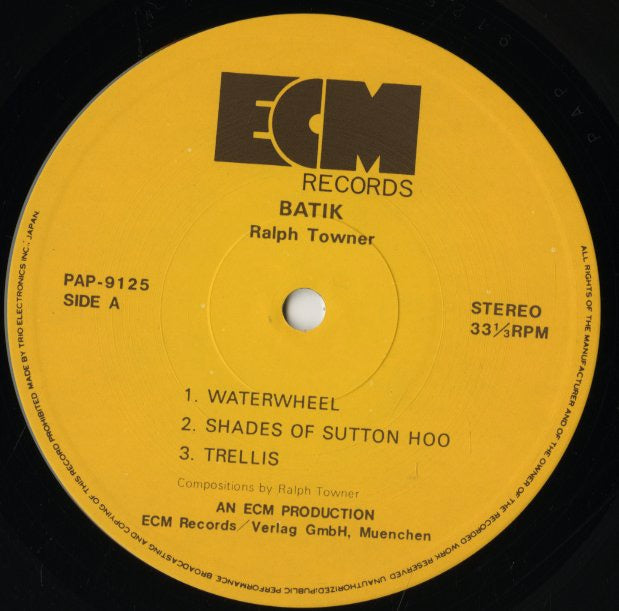 ECM
RECORDS
BATIK
Ralph Towner
PAP-9125
SIDE A
STEREO
33⅓RPM
1. WATERWHEEL
2. SHADES OF SUTTON HOO
3. TRELLIS
Compositions by Ralph Towner
AN ECM PRODUCTION
ECM Records/Verlag GmbH, Muenchen
ALL RIGHTS OF THE MANUFACTURER AND OF THE OWNER OF THE RECORDED WORK RESERVED UNAUTHORIZED PUBLIC PERFORMANCE BROADCASTING AND COPYING OF THIS RECORD PROHIBITED MADE BY TRIO ELECTRONICS INC., JAPAN.